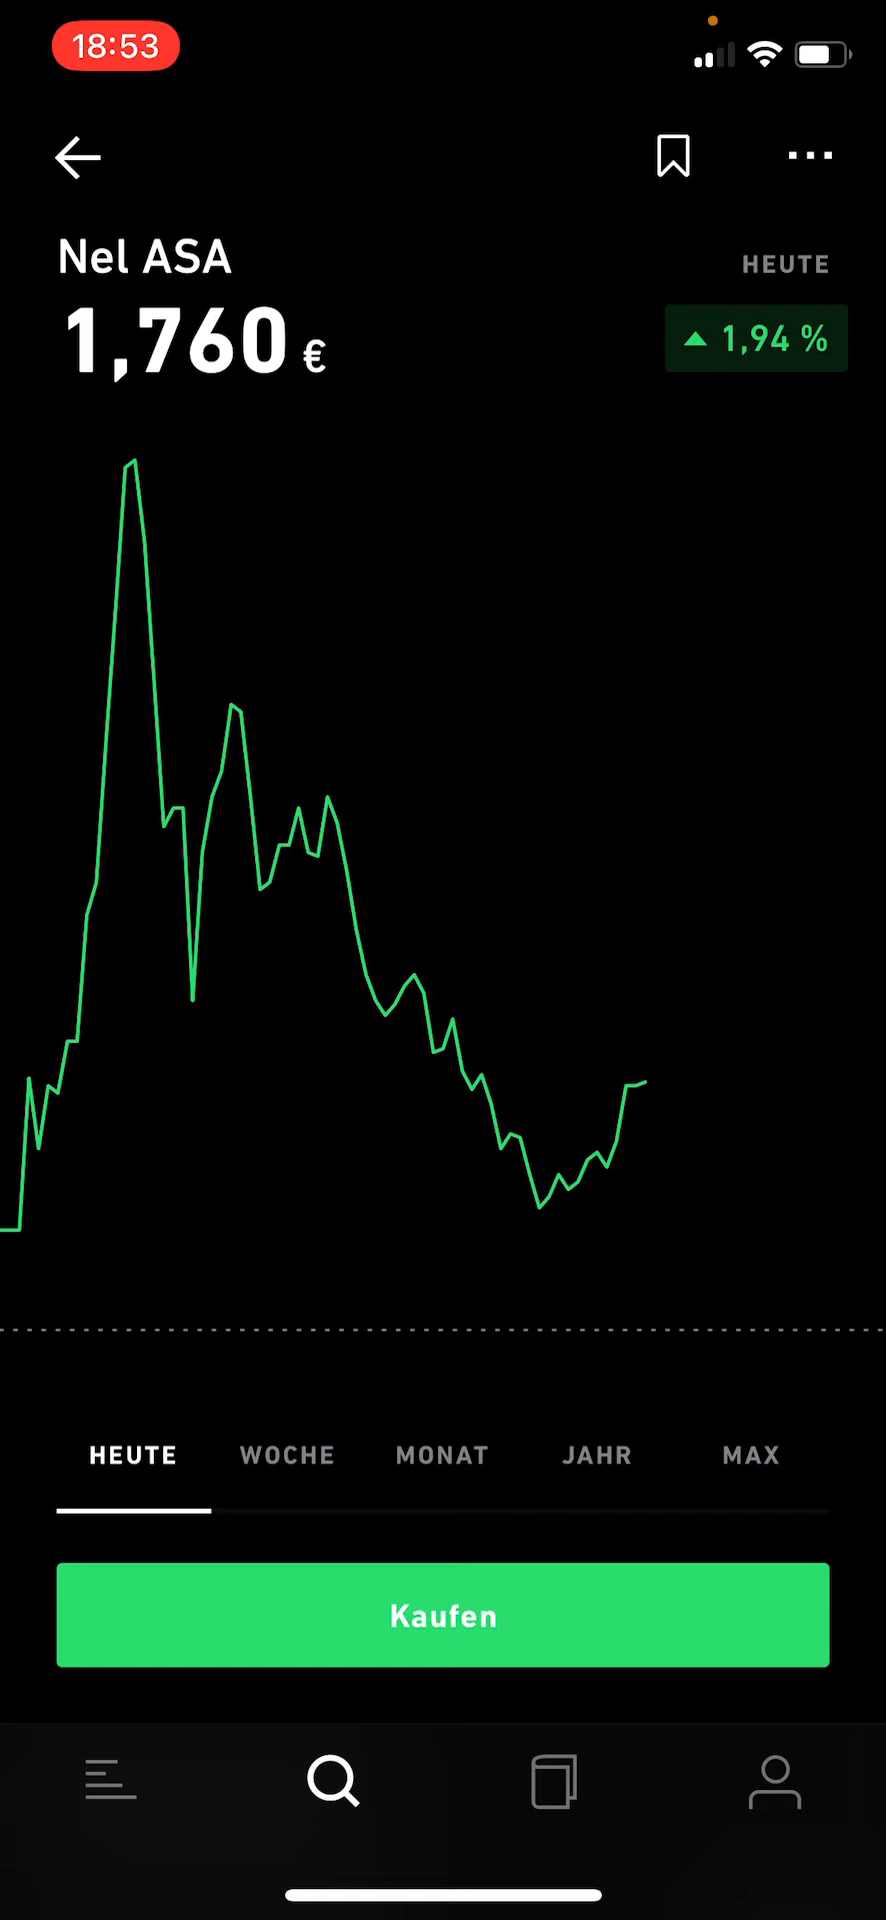 18:53
Nel ASA
HEUTE
1,760 €
1,94 %
HEUTE WOCHE MONAT JAHR MAX
Kaufen